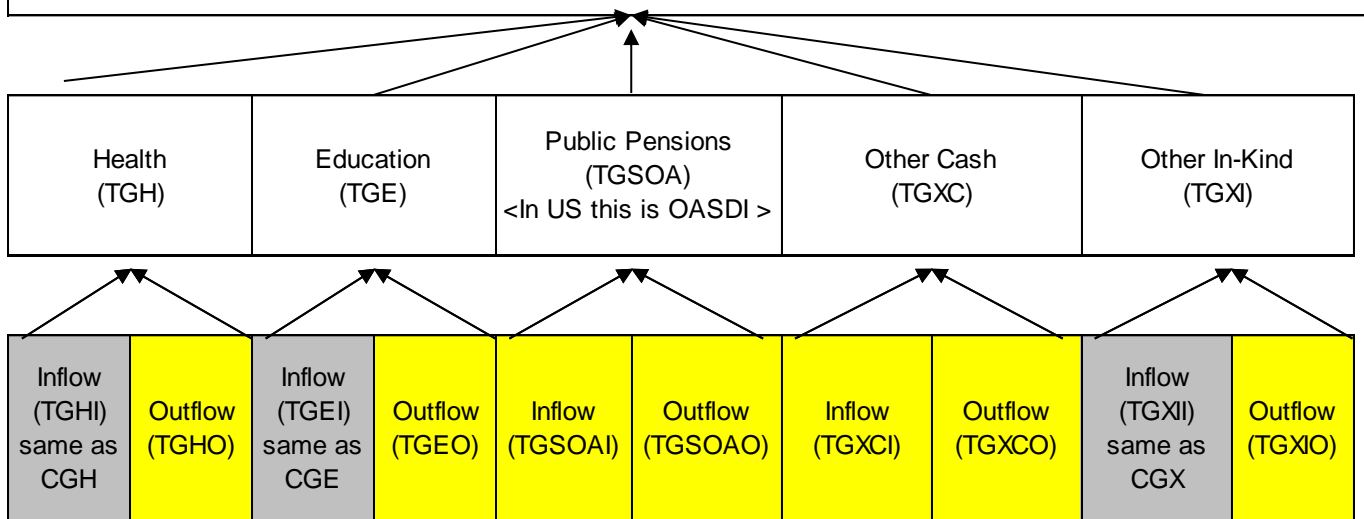 Health
(TGH)
Education
(TGE)
Public Pensions
(TGSOA)
<In US this is OASDI >
Other Cash
(TGXC)
Other In-Kind
(TGXI)
Inflow
(TGHI)
same as
CGH
Outflow
(TGHO)
Inflow
(TGEI)
same as
CGE
Outflow
(TGEO)
Inflow
(TGSOAI)
Outflow
(TGSOAO)
Inflow
(TGXCI)
Outflow
(TGXCO)
Inflow
(TGXII)
same as
CGX
Outflow
(TGXIO)